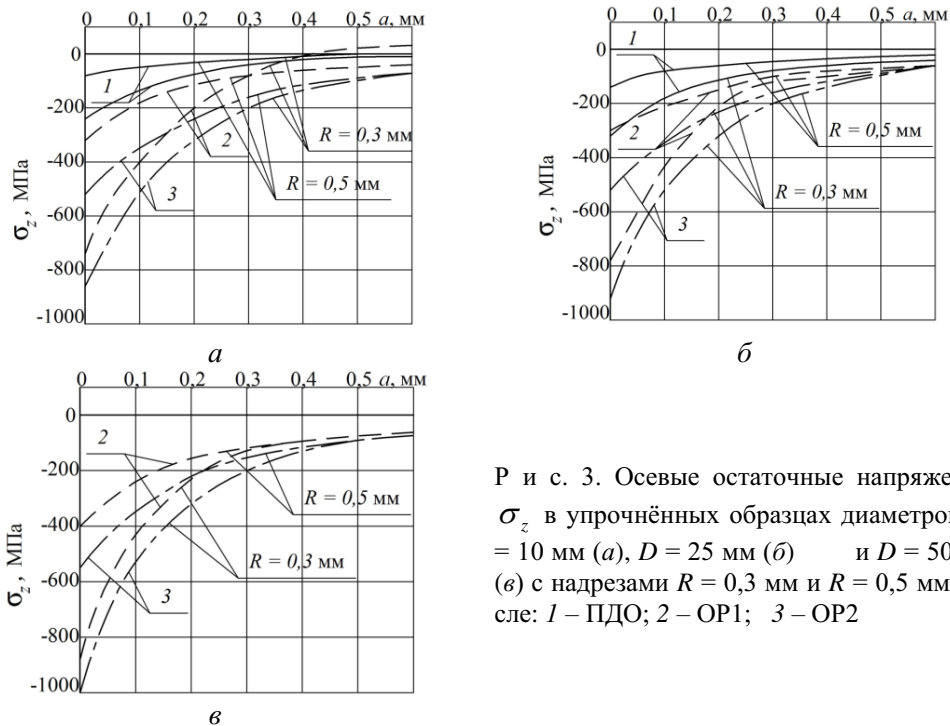 0 0,1 0,2 0,3 0,4 0,5 a, мм
0
-200
-400
-600
-800
-1000
σz, МПа
1
2
3
R = 0,3 мм
R = 0,5 мм
а
0 0,1 0,2 0,3 0,4 0,5 a, мм
0
-200
-400
-600
-800
-1000
σz, МПа
1
2
3
R = 0,5 мм
R = 0,3 мм
б
0 0,1 0,2 0,3 0,4 0,5 a, мм
0
-200
-400
-600
-800
-1000
σz, МПа
2
3
R = 0,5 мм
R = 0,3 мм
в
Р и с. 3. Осевые остаточные напряже
σz в упрочнённых образцах диаметро
= 10 мм (а), D = 25 мм (б) и D = 50
(в) с надрезами R = 0,3 мм и R = 0,5 мм
сле: 1 – ПДО; 2 – ОР1; 3 – ОР2